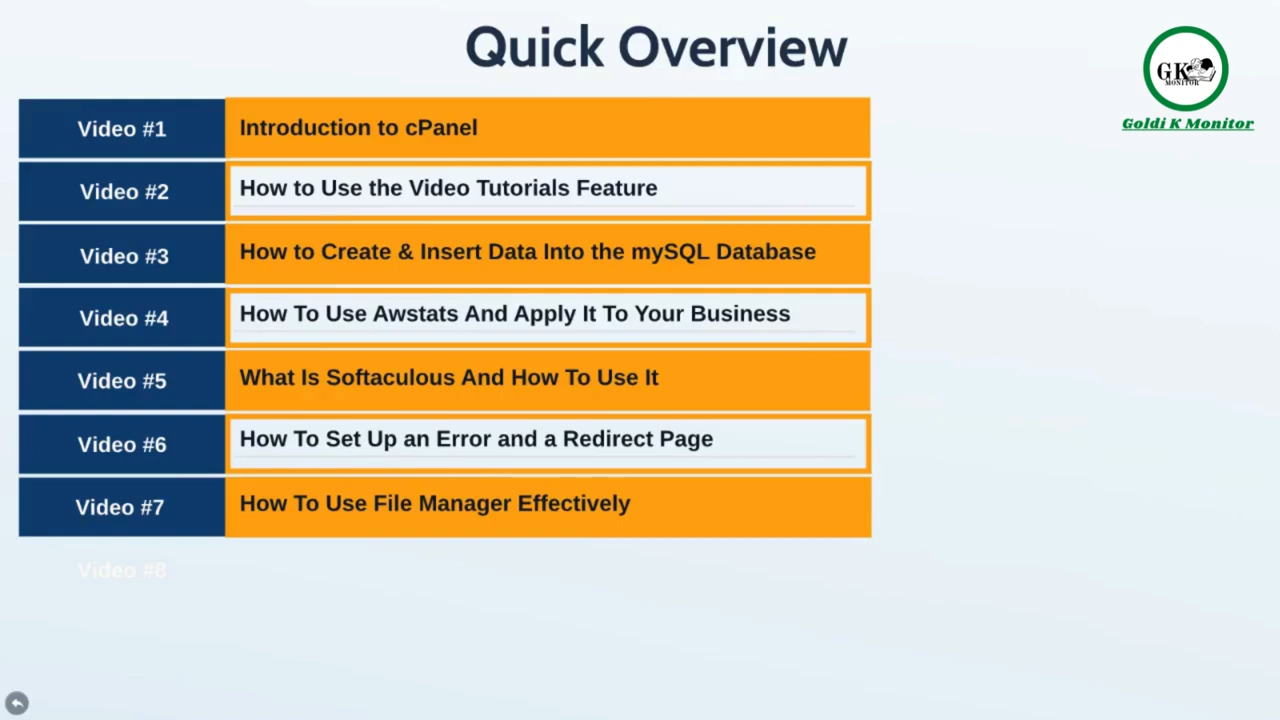 Quick Overview
GK
MONITOR
Goldi K Monitor
Video #1 Introduction to cPanel
Video #2 How to Use the Video Tutorials Feature
Video #3 How to Create & Insert Data Into the mySQL Database
Video #4 How To Use Awstats And Apply It To Your Business
Video #5 What Is Softaculous And How To Use It
Video #6 How To Set Up an Error and a Redirect Page
Video #7 How To Use File Manager Effectively
Video #8